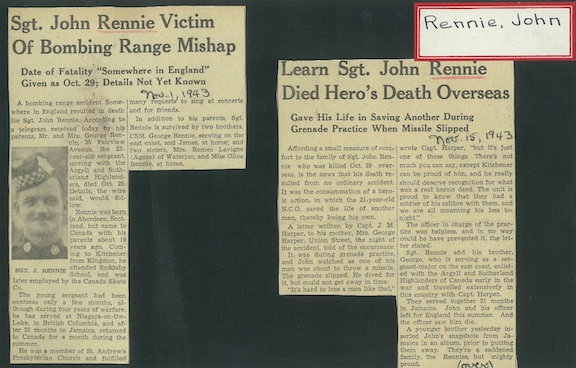 Rennie, John
Sgt. John Rennie Victim
Of Bombing Range Mishap
Date of Fatality "Somewhere in England"
Given as Oct. 29; Details Not Yet Known
Nov. 1, 1943
A bombing range accident Some-
where in England resulted in death
for Sgt. John Rennie. According to
a telegram received today by his
parents, Mr. and Mrs. George Ren-
nie, 38 Fairview
Avenue, the 21-
year-old sergeant,
serving with the
Argyll and Suth-
erland Highland-
ers, died Oct. 29.
Details, the wire
said, would fol-
low.
Rennie was born
in Aberdeen, Scot-
land, but came to
Canada with his
parents about 19
years ago. Com-
ing to Kitchener
from Kingston, he
attended Suddaby
School, and was
SGT. J. RENNIE
later employed by the Canada Skate
Co.
The young sergeant had been
overseas only a few months, al-
though during four years of warfare,
he has served at Niagara-on-the-
Lake, in British Columbia, and af-
ter 21 months in Jamaica, returned
to Canada for a month during the
summer.
He was a member of St. Andrew's
Presbyterian Church and fulfilled
many requests to sing at concerts
and for friends.
In addition to his parents, Sgt.
Rennie is survived by two brothers,
CSM. George Rennie, serving on the
east coast, and James, at home; and
two sisters, Mrs. Romeo Lavigne
(Agnes) of Waterloo, and Miss Olive
Rennie, at home.
Learn Sgt. John Rennie
Died Hero's Death Overseas
Gave His Life in Saving Another During
Grenade Practice When Missile Slipped
Nov. 15, 1943
Affording a small measure of com-
fort to the family of Sgt. John Ren-
nie who was killed Oct. 29 over-
seas, is the news that his death re-
sulted from no ordinary accident.
It was the consummation of a hero-
ic action, in which the 21-year-old
N.C.O. saved the life of another
man, thereby losing his own.
A letter written by Capt. J. M.
Harper, to his mother, Mrs. George
Harper, Union Street, the night of
the accident, told of the occurrence.
It was during grenade practice,
and John watched as one of his
men was about to throw a missile.
The grenade slipped. He dived for
it, but could not get away in time.
"It's hard to lose a man like that,"
wrote Capt. Harper, "but it's just
one of those things. There's not
much you can say, except Kitchener
can be proud of him, and he really
should deserve recognition for what
was a real heroic deed. The unit is
proud to know that they had a
soldier of his calibre with them, and
we are all mourning his loss to-
night."
The officer in charge of the prac-
tice was helpless, and in no way
could he have prevented it, the let-
ter stated.
Sgt. Rennie and his brother,
George, who is serving as a ser-
geant-major on the east coast, enlist-
ed with the Argyll and Sutherland
Highlanders of Canada early in the
war and travelled extensively in
this country with Capt. Harper.
They served together 21 months
in Jamaica. John and his officer
left for England this summer. And
the officer saw him die.
A younger brother yesterday in-
serted John's snapshots from Ja-
maica in an album, prior to putting
them away. They're a saddened
family, the Rennies, but mighty
proud.
(over)